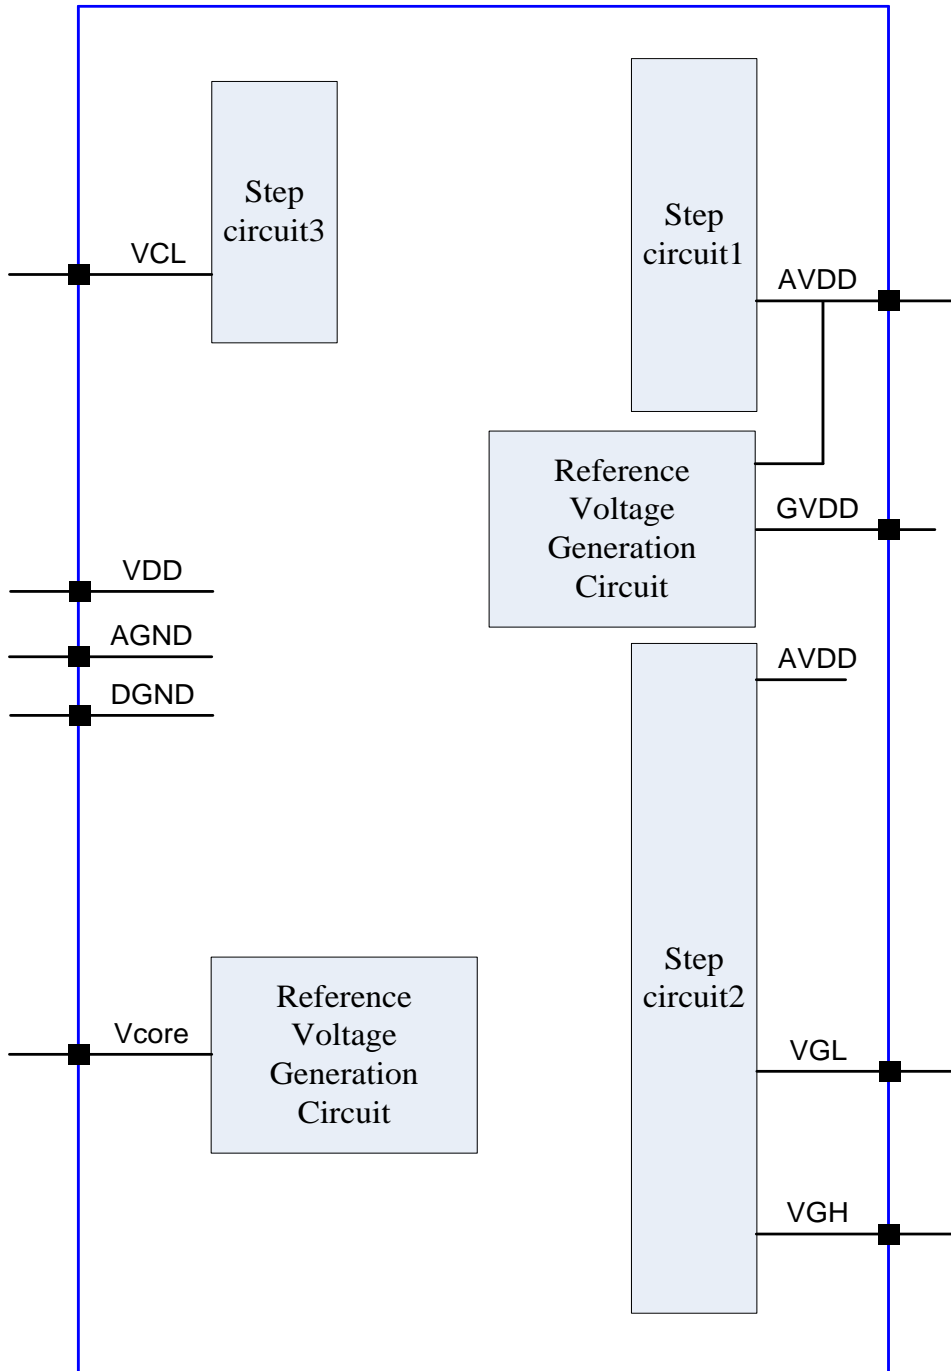 Step
circuit3
VCL
Step
circuit1
AVDD
Reference
Voltage
Generation
Circuit
GVDD
VDD
AGND
DGND
AVDD
Step
circuit2
Reference
Voltage
Generation
Circuit
Vcore
VGL
VGH